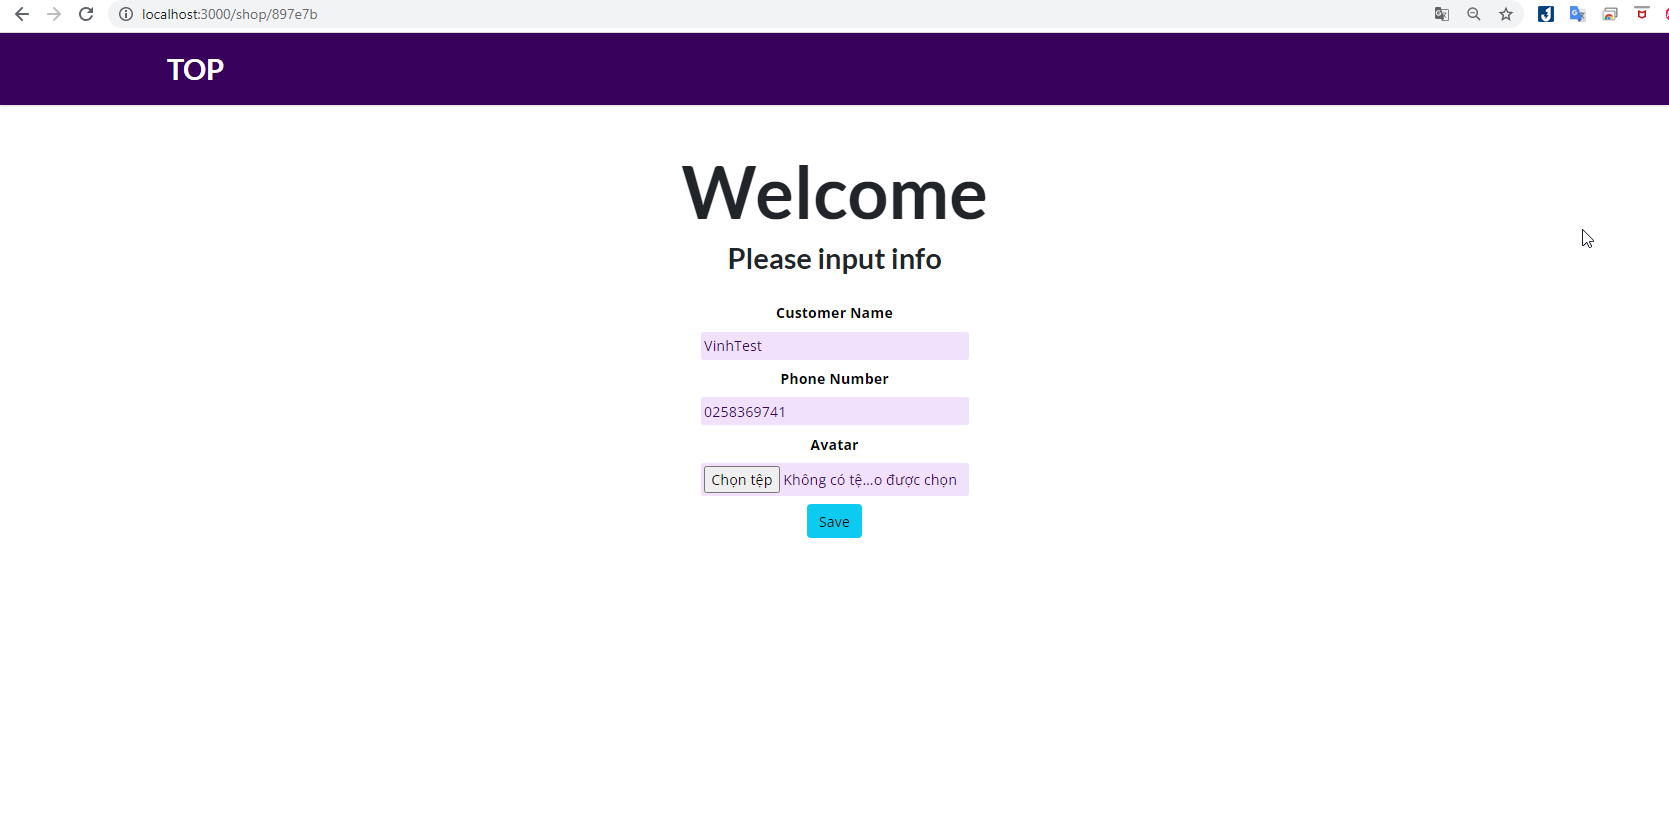 localhost:3000/shop/897e7b
TOP
Welcome
Please input info
Customer Name
VinhTest
Phone Number
0258369741
Avatar
Chọn tệp Không có tệ...o được chọn
Save